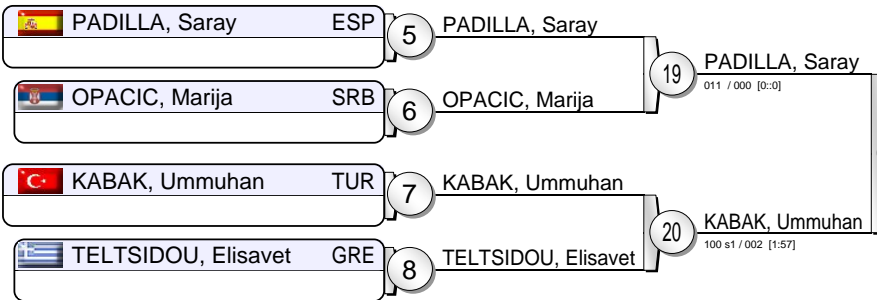 PADILLA, Saray ESP
5
PADILLA, Saray
OPACIC, Marija SRB
6
OPACIC, Marija
19
PADILLA, Saray
011 / 000 [0::0]
KABAK, Ummuhan TUR
7
KABAK, Ummuhan
TELTSIDOU, Elisavet GRE
8
TELTSIDOU, Elisavet
20
KABAK, Ummuhan
100 s1 / 002 [1:57]